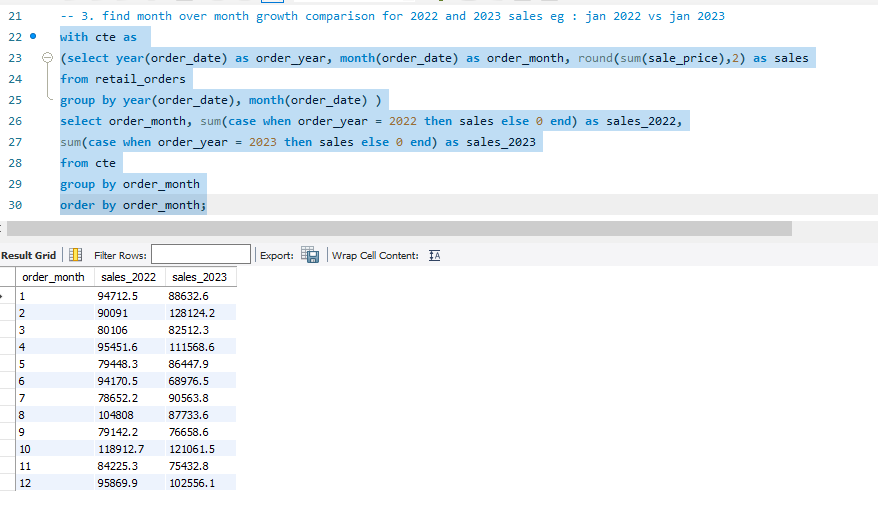 21 -- 3. find month over month growth comparison for 2022 and 2023 sales eg : jan 2022 vs jan 2023
22 with cte as
23 (select year(order_date) as order_year, month(order_date) as order_month, round(sum(sale_price),2) as sales
24 from retail_orders
25 group by year(order_date), month(order_date) )
26 select order_month, sum(case when order_year = 2022 then sales else 0 end) as sales_2022,
27 sum(case when order_year = 2023 then sales else 0 end) as sales_2023
28 from cte
29 group by order_month
30 order by order_month;
Result Grid Filter Rows: Export: Wrap Cell Content:
order_month sales_2022 sales_2023
1 94712.5 88632.6
2 90091 128124.2
3 80106 82512.3
4 95451.6 111568.6
5 79448.3 86447.9
6 94170.5 68976.5
7 78652.2 90563.8
8 104808 87733.6
9 79142.2 76658.6
10 118912.7 121061.5
11 84225.3 75432.8
12 95869.9 102556.1